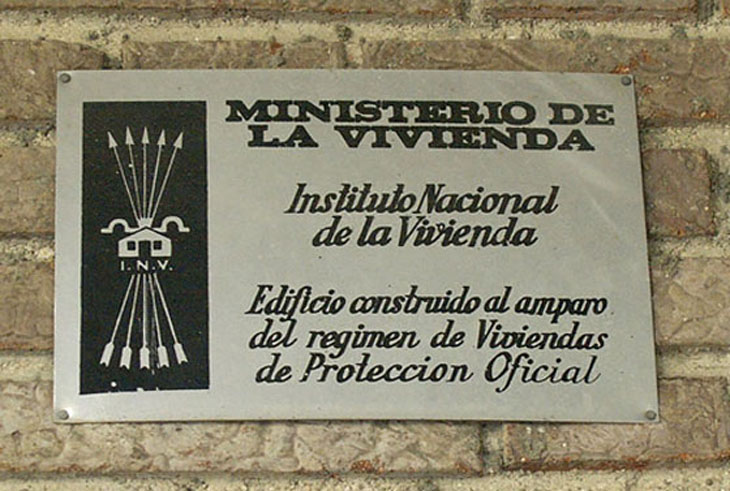 MINISTERIO DE
LA VIVIENDA
Instituto Nacional
de la Vivienda
I.N.V.
Edificio construido al amparo
del regimen de Viviendas
de Proteccion Oficial